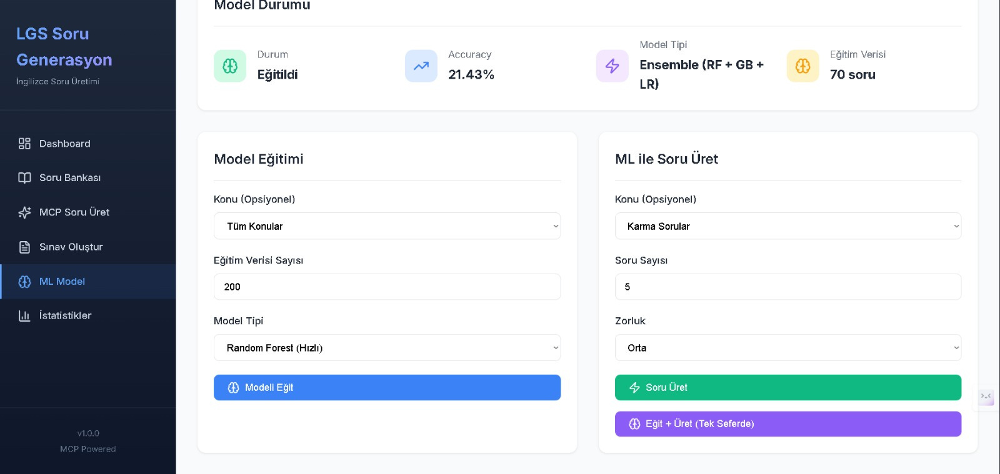 LGS Soru
Generasyon
İngilizce Soru Üretimi
Dashboard
Soru Bankası
MCP Soru Üret
Sınav Oluştur
ML Model
İstatistikler
v1.0.0
MCP Powered
Model Durumu
Durum
Eğitildi
Accuracy
21.43%
Model Tipi
Ensemble (RF + GB +
LR)
Eğitim Verisi
70 soru
Model Eğitimi
Konu (Opsiyonel)
Tüm Konular
Eğitim Verisi Sayısı
200
Model Tipi
Random Forest (Hızlı)
Modeli Eğit
ML ile Soru Üret
Konu (Opsiyonel)
Karma Sorular
Soru Sayısı
5
Zorluk
Orta
Soru Üret
Eğit + Üret (Tek Seferde)